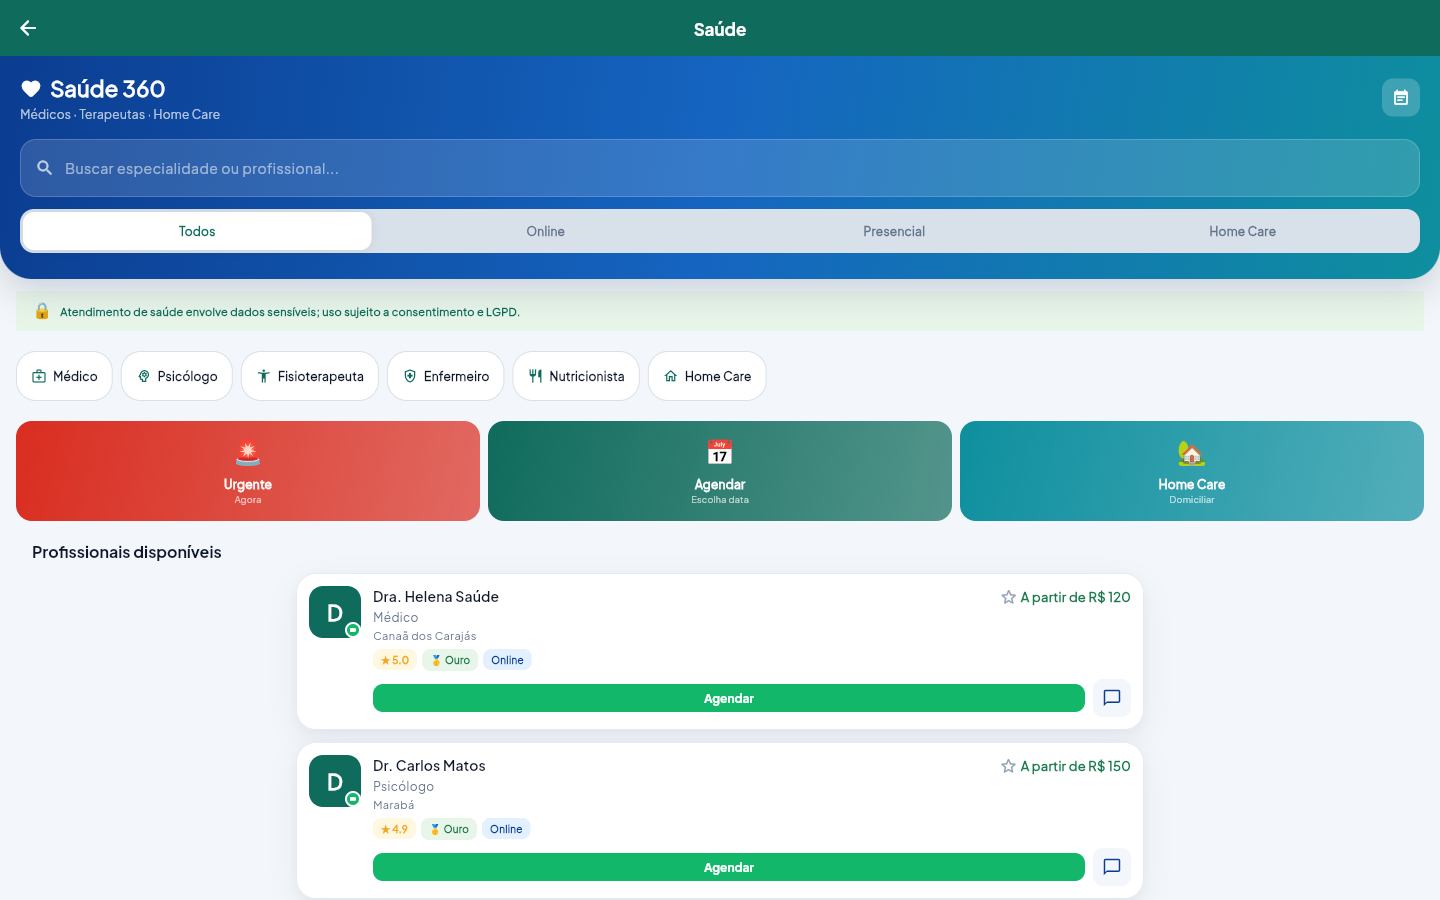 Saúde
Saúde 360
Médicos · Terapeutas · Home Care
Buscar especialidade ou profissional...
Todos
Online
Presencial
Home Care
Atendimento de saúde envolve dados sensíveis; uso sujeito a consentimento e LGPD.
Médico
Psicólogo
Fisioterapeuta
Enfermeiro
Nutricionista
Home Care
July
17
Urgente
Agora
Agendar
Escolha data
Home Care
Domiciliar
Profissionais disponíveis
D
Dra. Helena Saúde
A partir de R$ 120
Médico
Canaã dos Carajás
★ 5.0
Ouro
Online
Agendar
D
Dr. Carlos Matos
A partir de R$ 150
Psicólogo
Marabá
★ 4.9
Ouro
Online
Agendar